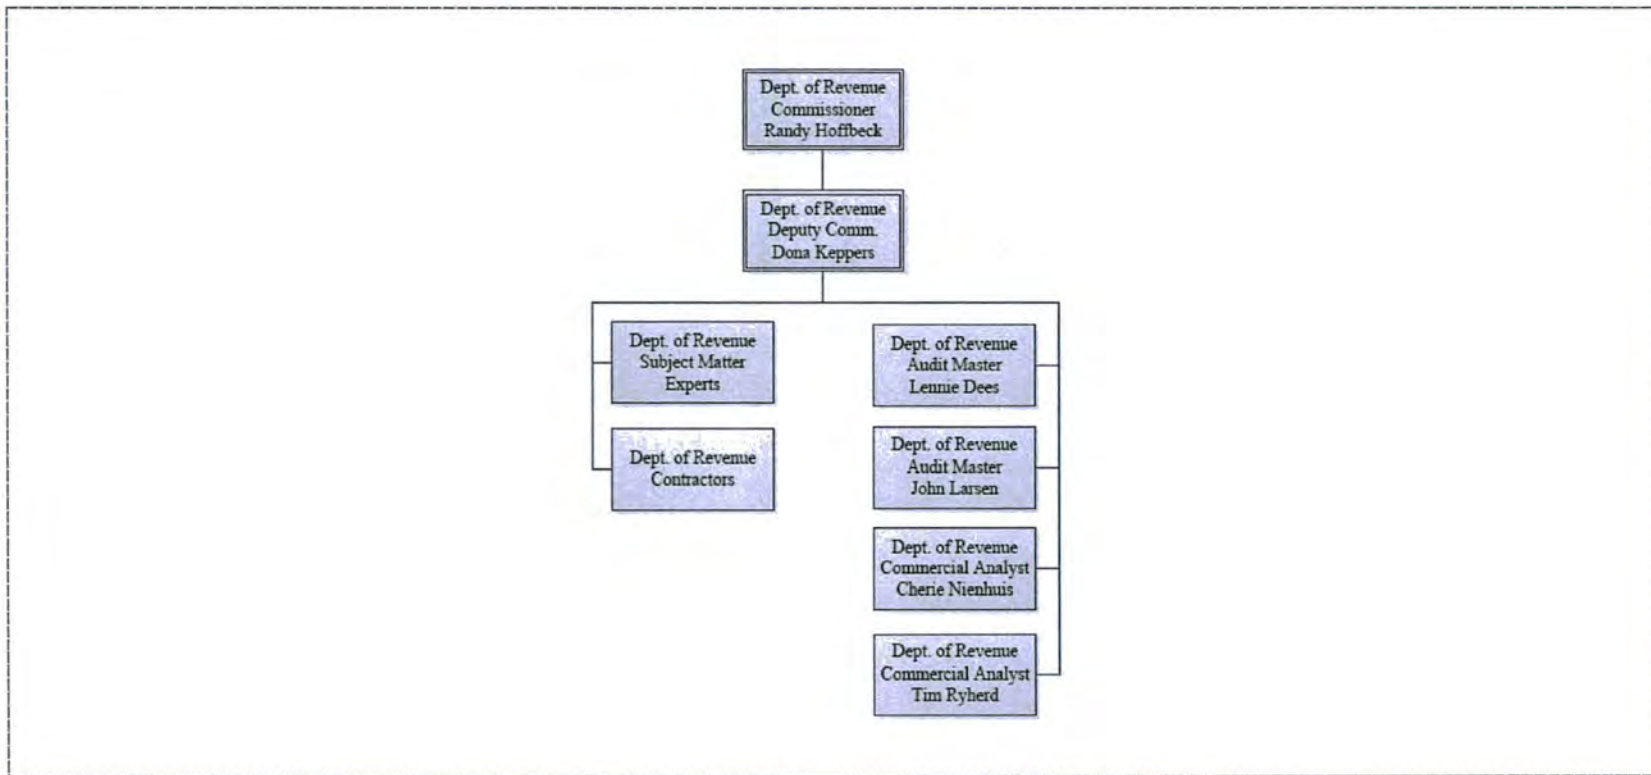 Dept. of Revenue
Commissioner
Randy Hoffbeck
Dept. of Revenue
Deputy Comm.
Dona Keppers
Dept. of Revenue
Subject Matter
Experts
Dept. of Revenue
Contractors
Dept. of Revenue
Audit Master
Lennie Dees
Dept. of Revenue
Audit Master
John Larsen
Dept. of Revenue
Commercial Analyst
Cherie Nienhuis
Dept. of Revenue
Commercial Analyst
Tim Ryherd